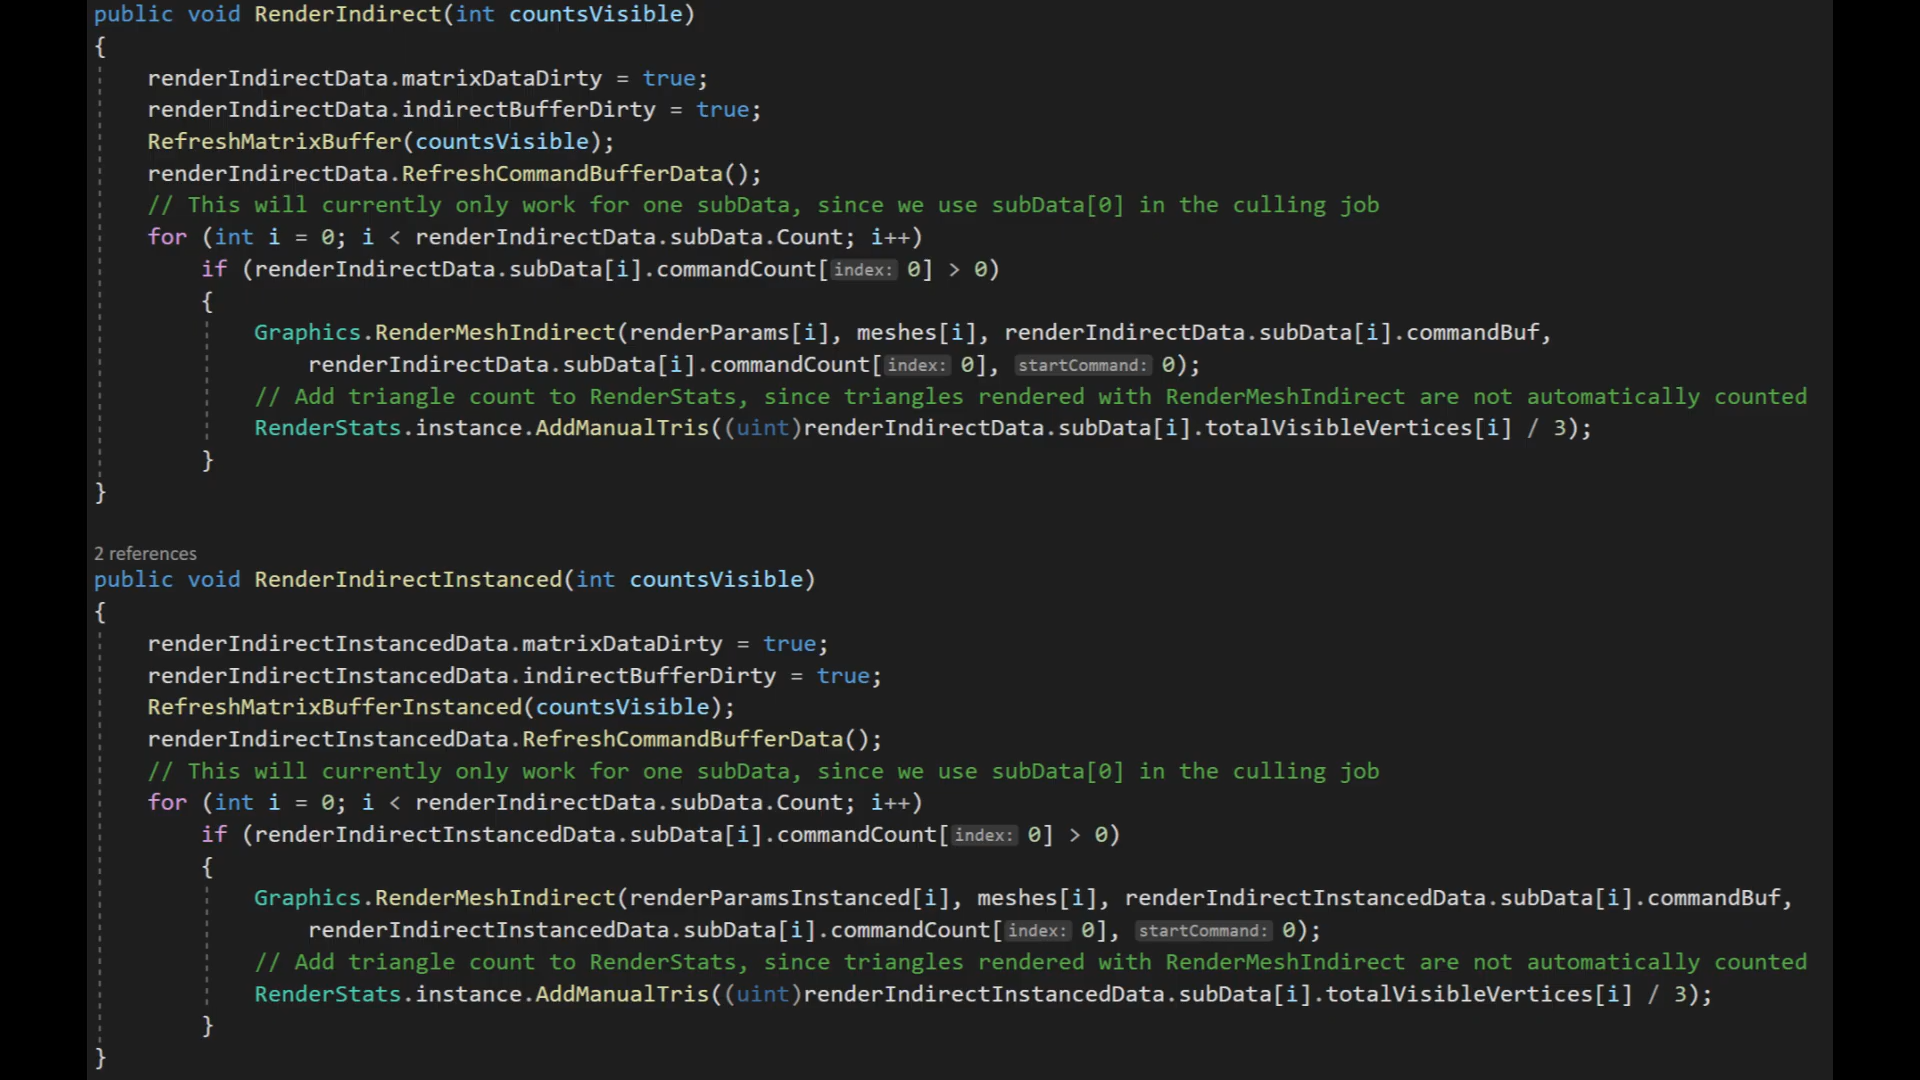 public void RenderIndirect(int countsVisible)
{
renderIndirectData.matrixDataDirty = true;
renderIndirectData.indirectBufferDirty = true;
RefreshMatrixBuffer(countsVisible);
renderIndirectData.RefreshCommandBufferData();
// This will currently only work for one subData, since we use subData[0] in the culling job
for (int i = 0; i < renderIndirectData.subData.Count; i++)
if (renderIndirectData.subData[i].commandCount[index: 0] > 0)
{
Graphics.RenderMeshIndirect(renderParams[i], meshes[i], renderIndirectData.subData[i].commandBuf,
renderIndirectData.subData[i].commandCount[index: 0], startCommand: 0);
// Add triangle count to RenderStats, since triangles rendered with RenderMeshIndirect are not automatically counted
RenderStats.instance.AddManualTris((uint)renderIndirectData.subData[i].totalVisibleVertices[i] / 3);
}
}
2 references
public void RenderIndirectInstanced(int countsVisible)
{
renderIndirectInstancedData.matrixDataDirty = true;
renderIndirectInstancedData.indirectBufferDirty = true;
RefreshMatrixBufferInstanced(countsVisible);
renderIndirectInstancedData.RefreshCommandBufferData();
// This will currently only work for one subData, since we use subData[0] in the culling job
for (int i = 0; i < renderIndirectData.subData.Count; i++)
if (renderIndirectInstancedData.subData[i].commandCount[index: 0] > 0)
{
Graphics.RenderMeshIndirect(renderParamsInstanced[i], meshes[i], renderIndirectInstancedData.subData[i].commandBuf,
renderIndirectInstancedData.subData[i].commandCount[index: 0], startCommand: 0);
// Add triangle count to RenderStats, since triangles rendered with RenderMeshIndirect are not automatically counted
RenderStats.instance.AddManualTris((uint)renderIndirectInstancedData.subData[i].totalVisibleVertices[i] / 3);
}
}